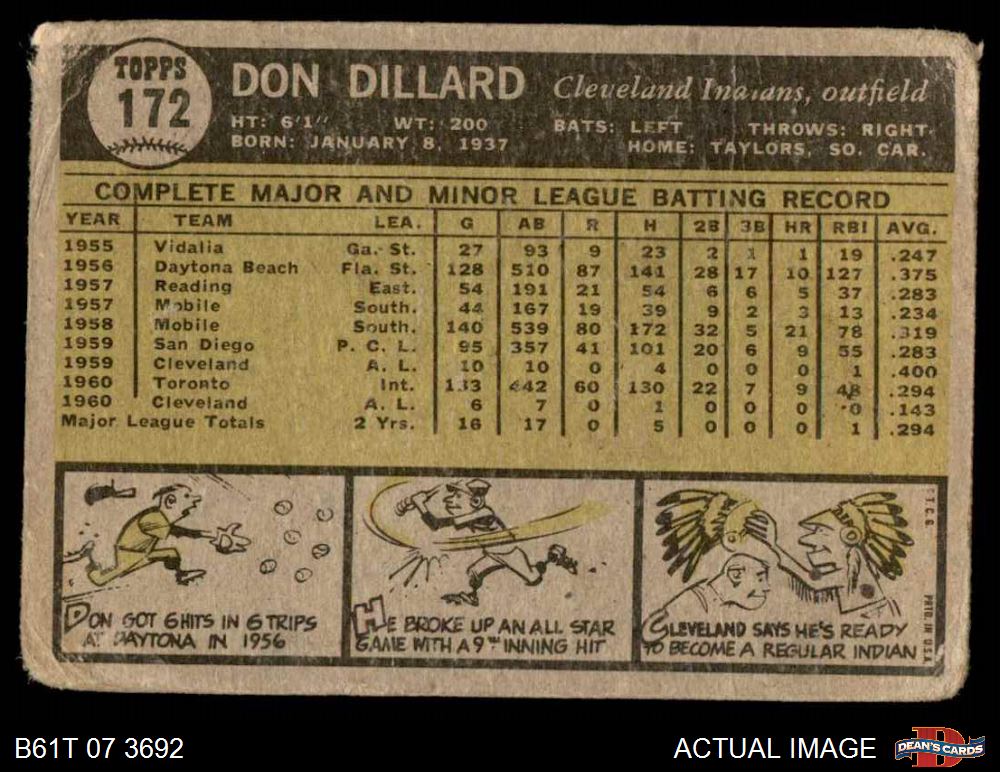 TOPPS
172
DON DILLARD Cleveland Indians, outfield
HT: 6'1" WT: 200 BATS: LEFT THROWS: RIGHT
BORN: JANUARY 8, 1937 HOME: TAYLORS, SO. CAR.
COMPLETE MAJOR AND MINOR LEAGUE BATTING RECORD
YEAR TEAM LEA. G AB R H 2B 3B HR RBI AVG.
1955 Vidalia Ga.-St. 27 93 9 23 2 1 1 19 .247
1956 Daytona Beach Fla. St. 128 510 87 141 28 17 10 127 .375
1957 Reading East. 54 191 21 54 6 6 5 37 .283
1957 Mobile South. 44 167 19 39 9 2 3 13 .234
1958 Mobile South. 140 539 80 172 32 5 21 78 .319
1959 San Diego P. C. L. 95 357 41 101 20 6 9 55 .283
1959 Cleveland A. L. 10 10 0 4 0 0 0 1 .400
1960 Toronto Int. 133 442 60 130 22 7 9 48 .294
1960 Cleveland A. L. 6 7 0 1 0 0 0 0 .143
Major League Totals 2 Yrs. 16 17 0 5 0 0 0 1 .294
DON GOT 6 HITS IN 6 TRIPS
AT DAYTONA IN 1956
HE BROKE UP AN ALL STAR
GAME WITH A 9TH INNING HIT
CLEVELAND SAYS HE'S READY
TO BECOME A REGULAR INDIAN
T.C.G. PRTD. IN U.S.A.
B61T 07 3692
ACTUAL IMAGE
DEAN'S CARDS